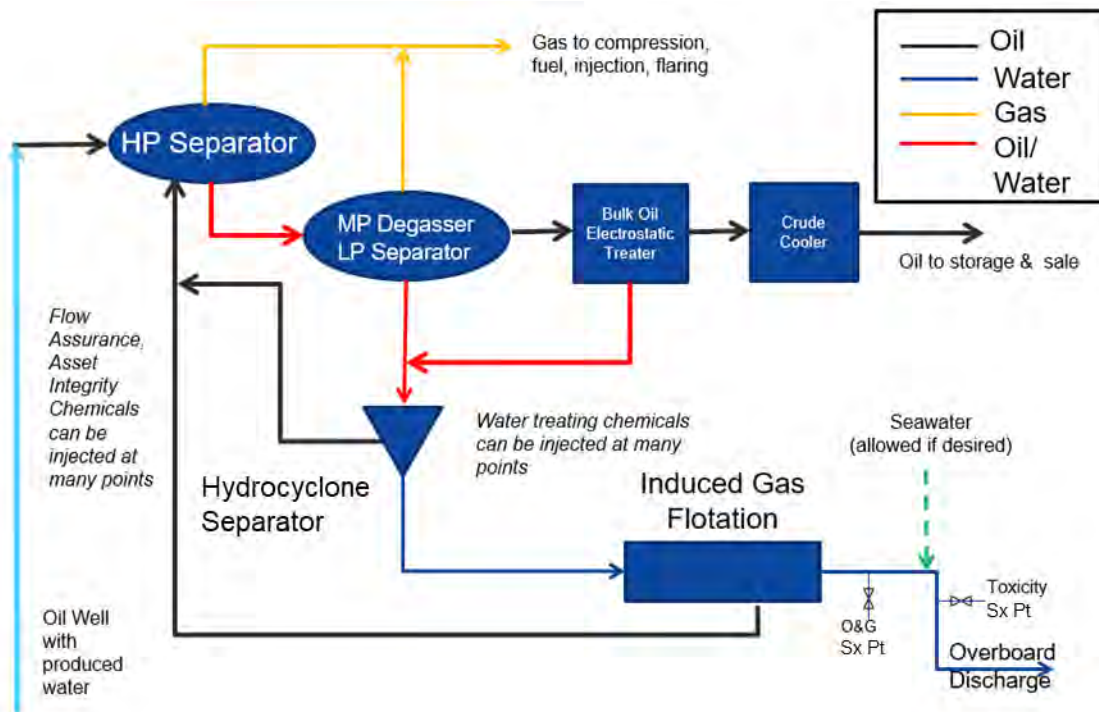 Gas to compression,
fuel, injection, flaring
Oil
Water
Gas
Oil/
Water
HP Separator
MP Degasser
LP Separator
Bulk Oil
Electrostatic
Treater
Crude
Cooler
Oil to storage & sale
Flow
Assurance,
Asset
Integrity
Chemicals
can be
injected at
many points
Water treating chemicals
can be injected at many
points
Seawater
(allowed if desired)
Hydrocyclone
Separator
Induced Gas
Flotation
Toxicity
Sx Pt
O&G
Sx Pt
Oil Well
with
produced
water
Overboard
Discharge